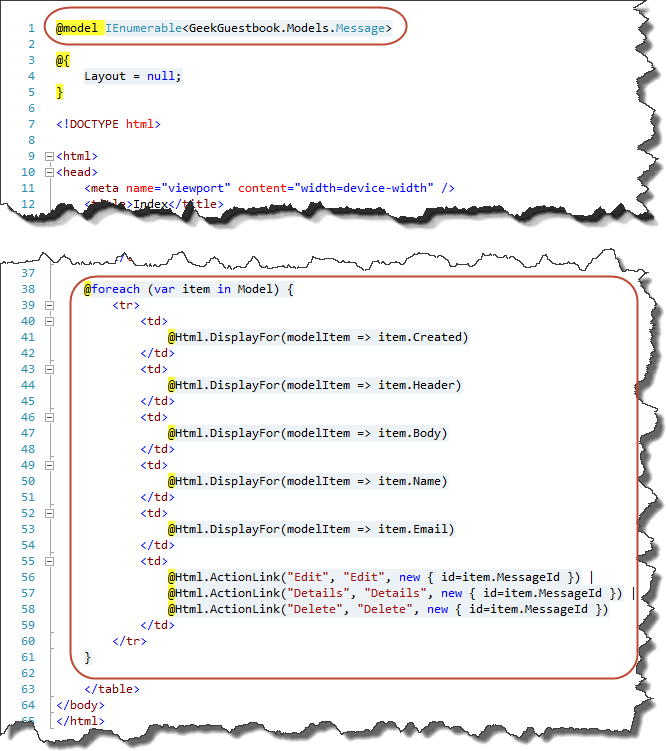 1 @model IEnumerable<GeekGuestbook.Models.Message>
2
3 @{
4     Layout = null;
5 }
6
7 <!DOCTYPE html>
8
9 <html>
10 <head>
11     <meta name="viewport" content="width=device-width" />
12     <title>Index</title>
37
38     @foreach (var item in Model) {
39         <tr>
40             <td>
41                 @Html.DisplayFor(modelItem => item.Created)
42             </td>
43             <td>
44                 @Html.DisplayFor(modelItem => item.Header)
45             </td>
46             <td>
47                 @Html.DisplayFor(modelItem => item.Body)
48             </td>
49             <td>
50                 @Html.DisplayFor(modelItem => item.Name)
51             </td>
52             <td>
53                 @Html.DisplayFor(modelItem => item.Email)
54             </td>
55             <td>
56                 @Html.ActionLink("Edit", "Edit", new { id=item.MessageId }) |
57                 @Html.ActionLink("Details", "Details", new { id=item.MessageId }) |
58                 @Html.ActionLink("Delete", "Delete", new { id=item.MessageId })
59             </td>
60         </tr>
61     }
62
63     </table>
64 </body>
65 </html>